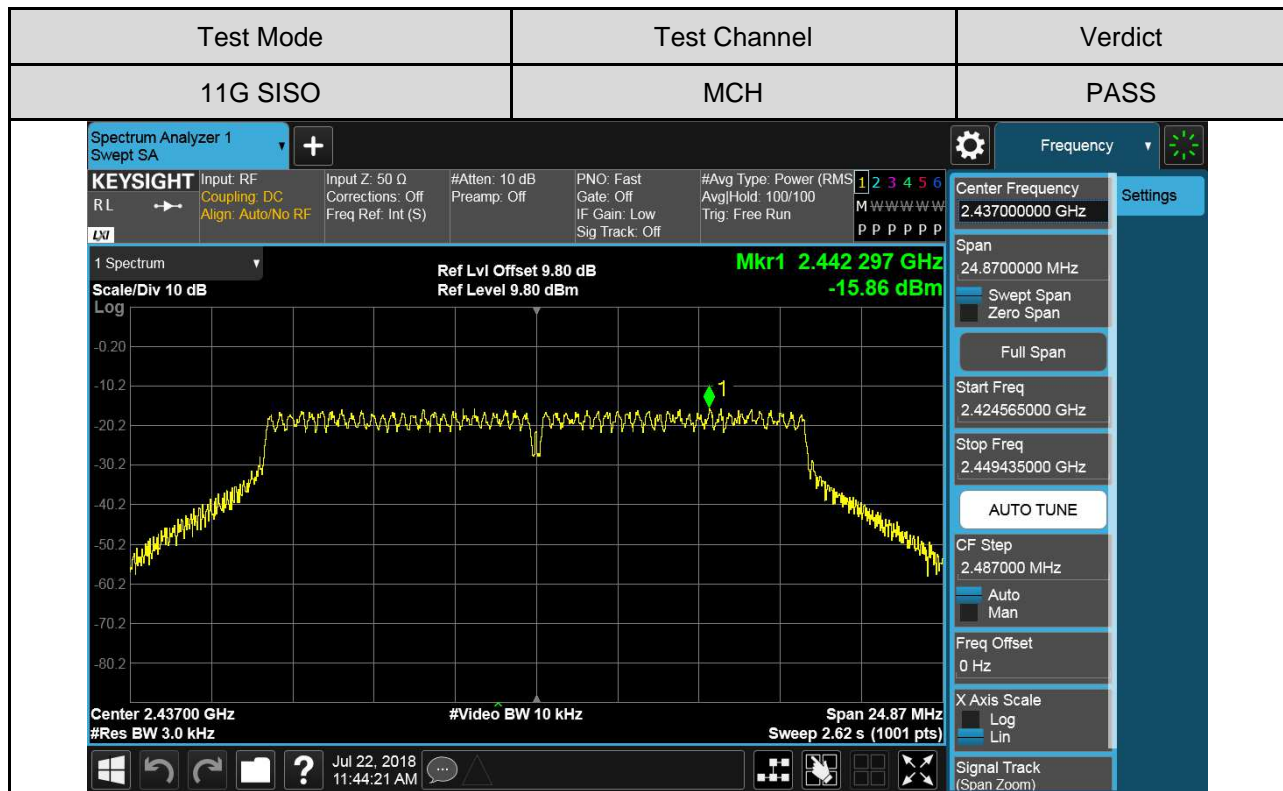 Test Mode Test Channel Verdict
11G SISO MCH PASS
Spectrum Analyzer 1
Swept SA
+
Frequency
KEYSIGHT
R L
LXI
Input: RF
Coupling: DC
Align: Auto/No RF
Input Z: 50 Ω
Corrections: Off
Freq Ref: Int (S)
#Atten: 10 dB
Preamp: Off
PNO: Fast
Gate: Off
IF Gain: Low
Sig Track: Off
#Avg Type: Power (RMS
Avg|Hold: 100/100
Trig: Free Run
1 2 3 4 5 6
M W W W W W
P P P P P P
1 Spectrum
Scale/Div 10 dB
Log
Ref Lvl Offset 9.80 dB
Ref Level 9.80 dBm
Mkr1 2.442 297 GHz
-15.86 dBm
-0.20
-10.2
-20.2
-30.2
-40.2
-50.2
-60.2
-70.2
-80.2
1
Center 2.43700 GHz
#Res BW 3.0 kHz
#Video BW 10 kHz
Span 24.87 MHz
Sweep 2.62 s (1001 pts)
Center Frequency
2.437000000 GHz
Settings
Span
24.8700000 MHz
Swept Span
Zero Span
Full Span
Start Freq
2.424565000 GHz
Stop Freq
2.449435000 GHz
AUTO TUNE
CF Step
2.487000 MHz
Auto
Man
Freq Offset
0 Hz
X Axis Scale
Log
Lin
Signal Track
(Span Zoom)
?
Jul 22, 2018
11:44:21 AM